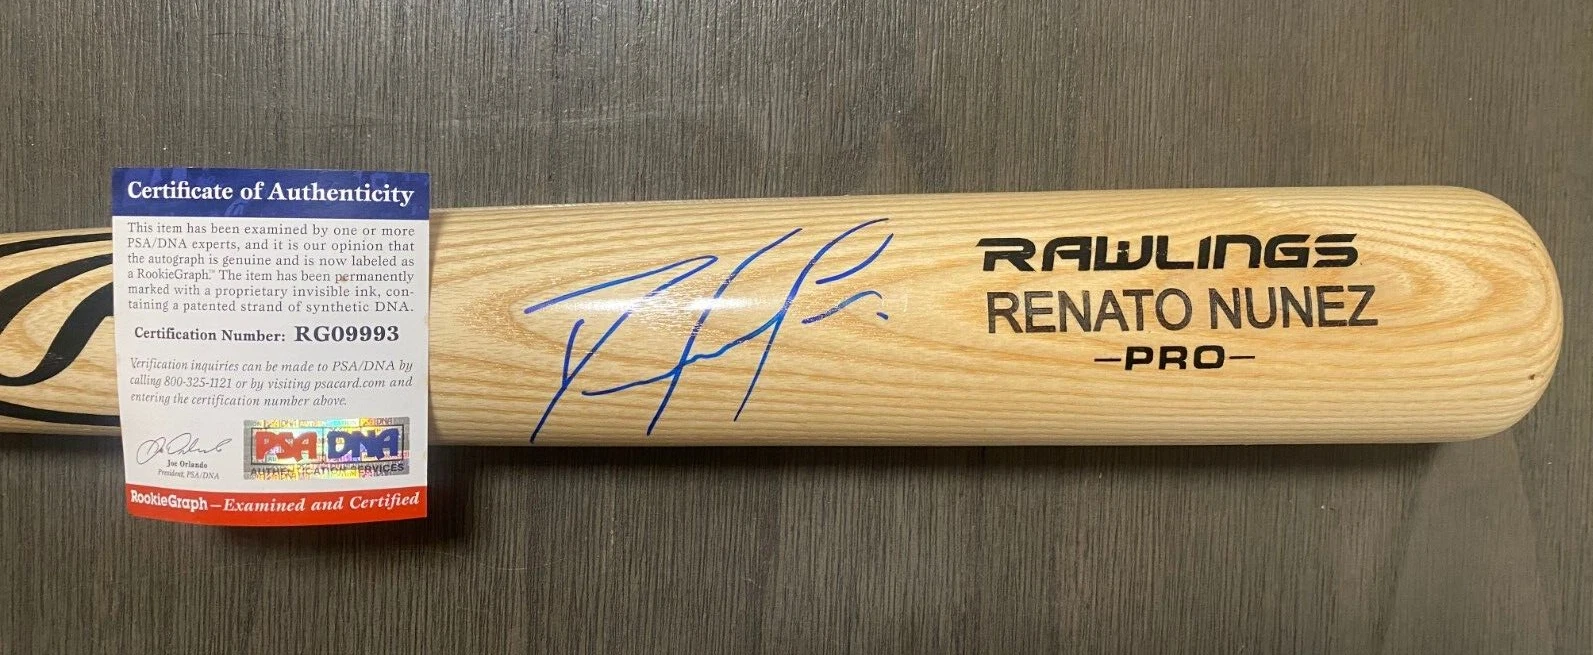 Certificate of Authenticity
This item has been examined by one or more
PSA/DNA experts, and it is our opinion that
the autograph is genuine and is now labeled as
a RookieGraph.™ The item has been permanently
marked with a proprietary invisible ink, con-
taining a patented strand of synthetic DNA.
Certification Number: RG09993
Verification inquiries can be made to PSA/DNA by
calling 800-325-1121 or by visiting psacard.com and
entering the certification number above.
Joe Orlando
President, PSA/DNA
PSA DNA
AUTHENTICATION SERVICES
RookieGraph – Examined and Certified
RAWLINGS
RENATO NUNEZ
–PRO–